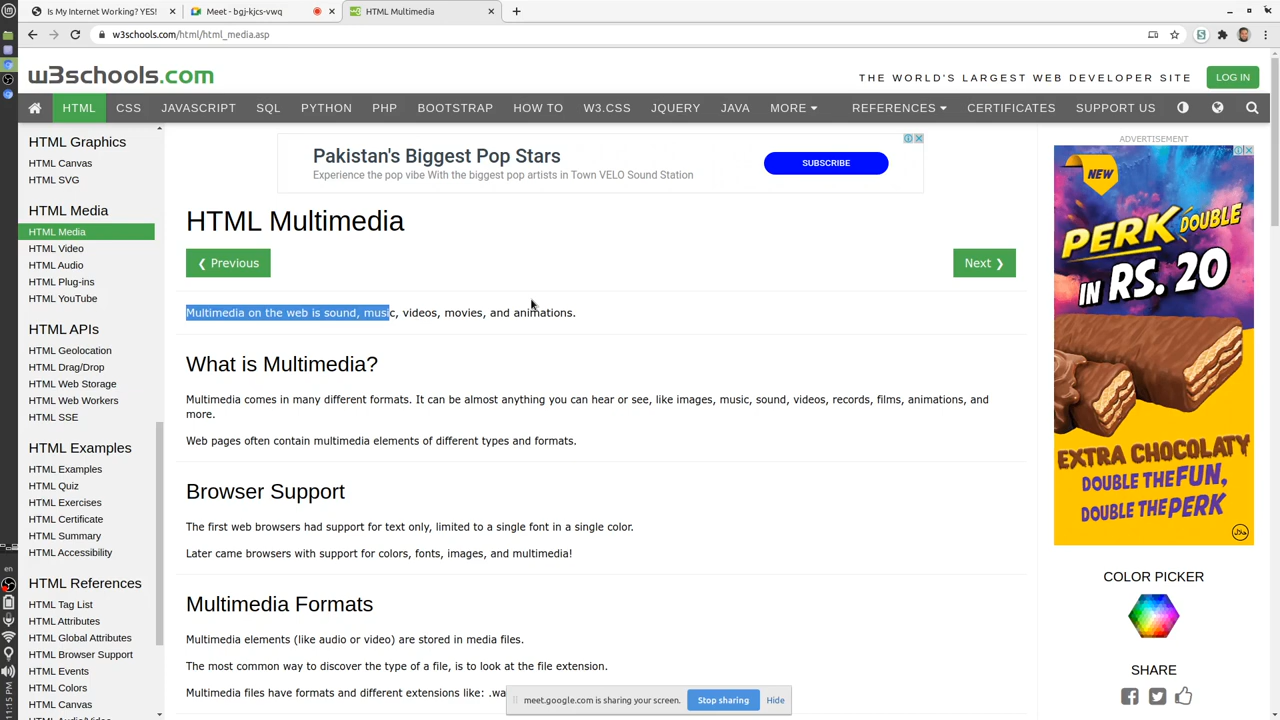 Is My Internet Working? YES!
Meet - bgj-kjcs-vwq
HTML Multimedia
w3schools.com/html/html_media.asp
w3schools.com
THE WORLD'S LARGEST WEB DEVELOPER SITE
LOG IN
HTML CSS JAVASCRIPT SQL PYTHON PHP BOOTSTRAP HOW TO W3.CSS JQUERY JAVA MORE REFERENCES CERTIFICATES SUPPORT US
HTML Graphics
HTML Canvas
HTML SVG
HTML Media
HTML Media
HTML Video
HTML Audio
HTML Plug-ins
HTML YouTube
HTML APIs
HTML Geolocation
HTML Drag/Drop
HTML Web Storage
HTML Web Workers
HTML SSE
HTML Examples
HTML Examples
HTML Quiz
HTML Exercises
HTML Certificate
HTML Summary
HTML Accessibility
HTML References
HTML Tag List
HTML Attributes
HTML Global Attributes
HTML Browser Support
HTML Events
HTML Colors
HTML Canvas
HTML Audio/Video
Pakistan's Biggest Pop Stars
Experience the pop vibe With the biggest pop artists in Town VELO Sound Station
SUBSCRIBE
HTML Multimedia
❮ Previous
Next ❯
Multimedia on the web is sound, music, videos, movies, and animations.
What is Multimedia?
Multimedia comes in many different formats. It can be almost anything you can hear or see, like images, music, sound, videos, records, films, animations, and
more.
Web pages often contain multimedia elements of different types and formats.
Browser Support
The first web browsers had support for text only, limited to a single font in a single color.
Later came browsers with support for colors, fonts, images, and multimedia!
Multimedia Formats
Multimedia elements (like audio or video) are stored in media files.
The most common way to discover the type of a file, is to look at the file extension.
Multimedia files have formats and different extensions like: .wa
meet.google.com is sharing your screen.
Stop sharing
Hide
ADVERTISEMENT
NEW
PERK DOUBLE
IN RS. 20
EXTRA CHOCOLATY
DOUBLE THE FUN,
DOUBLE THE PERK
COLOR PICKER
SHARE
en
11:15 PM